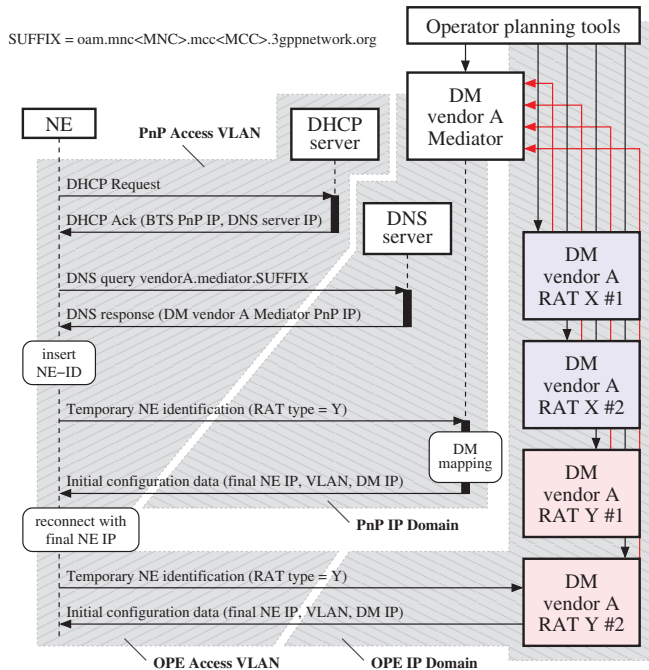 Operator planning tools
SUFFIX = oam.mnc<MNC>.mcc<MCC>.3gppnetwork.org
DM
vendor A
Mediator
NE
PnP Access VLAN
DHCP
server
DHCP Request
DHCP Ack (BTS PnP IP, DNS server IP)
DNS
server
DM
vendor A
RAT X #1
DNS query vendorA.mediator.SUFFIX
DNS response (DM vendor A Mediator PnP IP)
insert
NE−ID
DM
vendor A
RAT X #2
Temporary NE identification (RAT type = Y)
DM
mapping
Initial configuration data (final NE IP, VLAN, DM IP)
DM
vendor A
RAT Y #1
reconnect with
final NE IP
PnP IP Domain
Temporary NE identification (RAT type = Y)
Initial configuration data (final NE IP, VLAN, DM IP)
DM
vendor A
RAT Y #2
OPE Access VLAN
OPE IP Domain